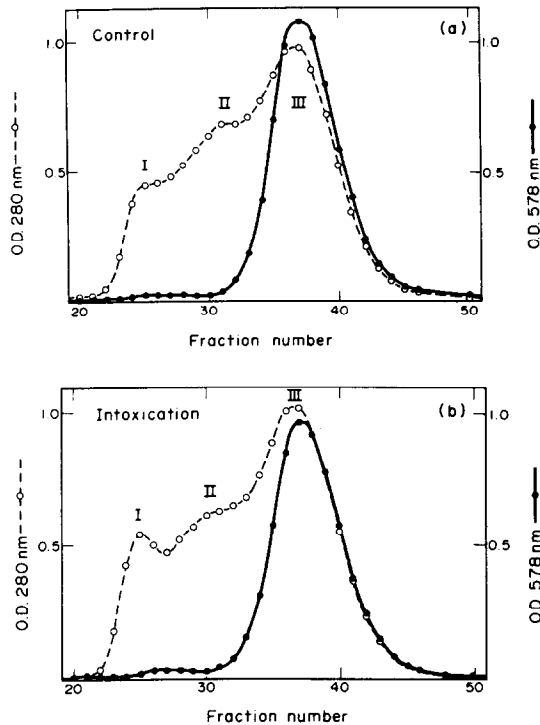 Control
(a)
1.0
1.0
II
III
I
0.5
0.5
O.D. 280 nm
O.D. 578 nm
20
30
40
50
Fraction number
Intoxication
III
(b)
1.0
1.0
II
I
0.5
0.5
O.D. 280 nm
O.D. 578 nm
20
30
40
50
Fraction number